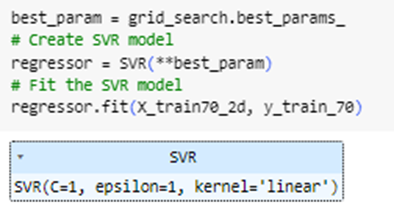 best_param = grid_search.best_params_
# Create SVR model
regressor = SVR(**best_param)
# Fit the SVR model
regressor.fit(X_train70_2d, y_train_70)
SVR
SVR(C=1, epsilon=1, kernel='linear')